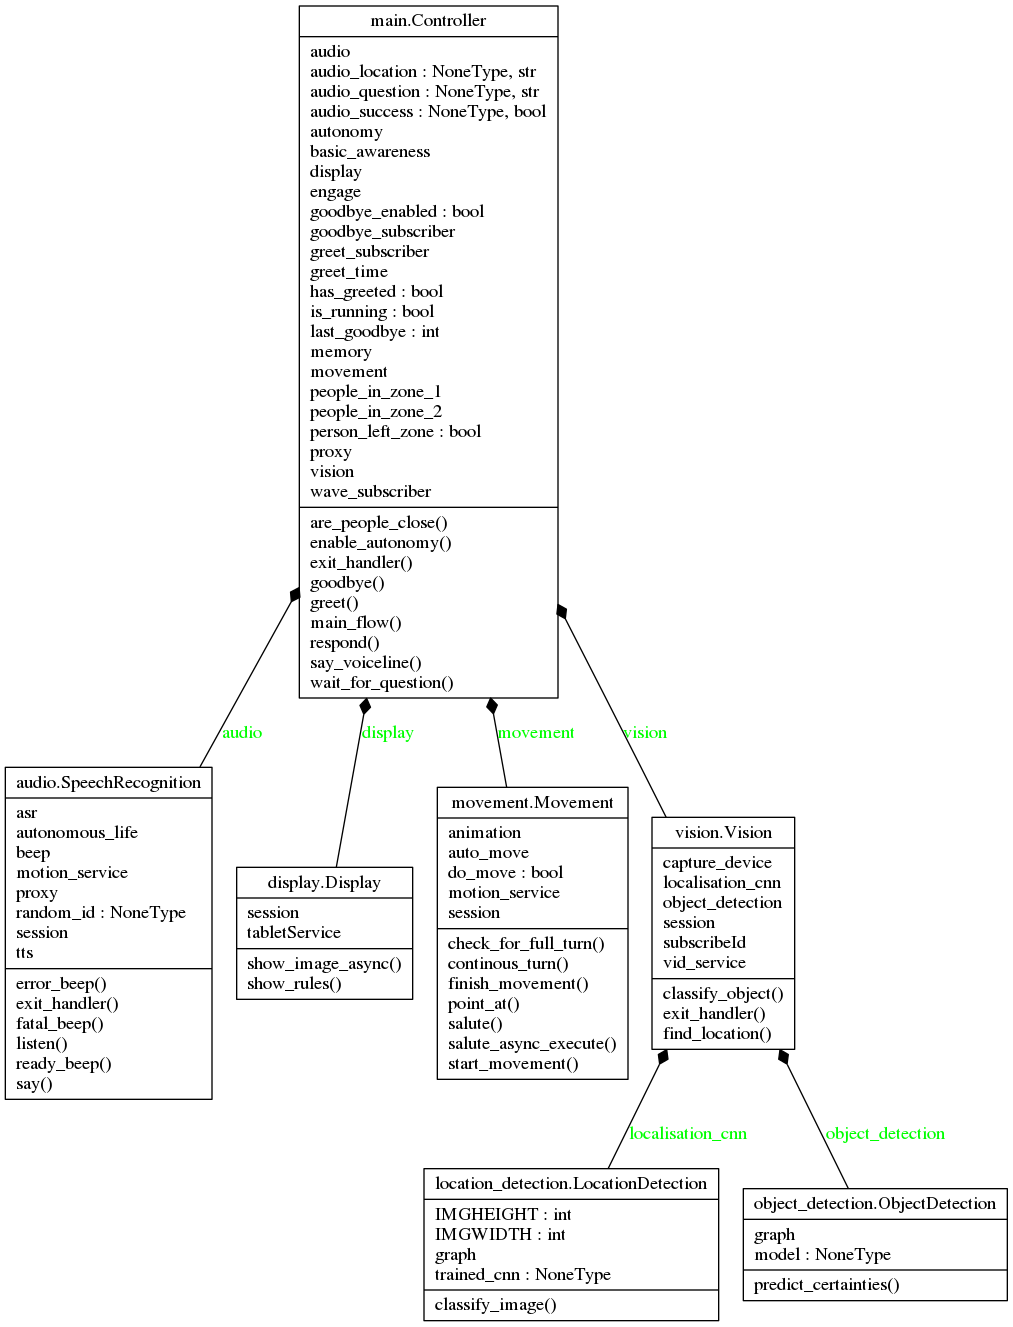 main.Controller
audio
audio_location : NoneType, str
audio_question : NoneType, str
audio_success : NoneType, bool
autonomy
basic_awareness
display
engage
goodbye_enabled : bool
goodbye_subscriber
greet_subscriber
greet_time
has_greeted : bool
is_running : bool
last_goodbye : int
memory
movement
people_in_zone_1
people_in_zone_2
person_left_zone : bool
proxy
vision
wave_subscriber
are_people_close()
enable_autonomy()
exit_handler()
goodbye()
greet()
main_flow()
respond()
say_voiceline()
wait_for_question()
audio
display
movement
vision
audio.SpeechRecognition
asr
autonomous_life
beep
motion_service
proxy
random_id : NoneType
session
tts
error_beep()
exit_handler()
fatal_beep()
listen()
ready_beep()
say()
display.Display
session
tabletService
show_image_async()
show_rules()
movement.Movement
animation
auto_move
do_move : bool
motion_service
session
check_for_full_turn()
continous_turn()
finish_movement()
point_at()
salute()
salute_async_execute()
start_movement()
vision.Vision
capture_device
localisation_cnn
object_detection
session
subscribeId
vid_service
classify_object()
exit_handler()
find_location()
localisation_cnn
object_detection
location_detection.LocationDetection
IMGHEIGHT : int
IMGWIDTH : int
graph
trained_cnn : NoneType
classify_image()
object_detection.ObjectDetection
graph
model : NoneType
predict_certainties()